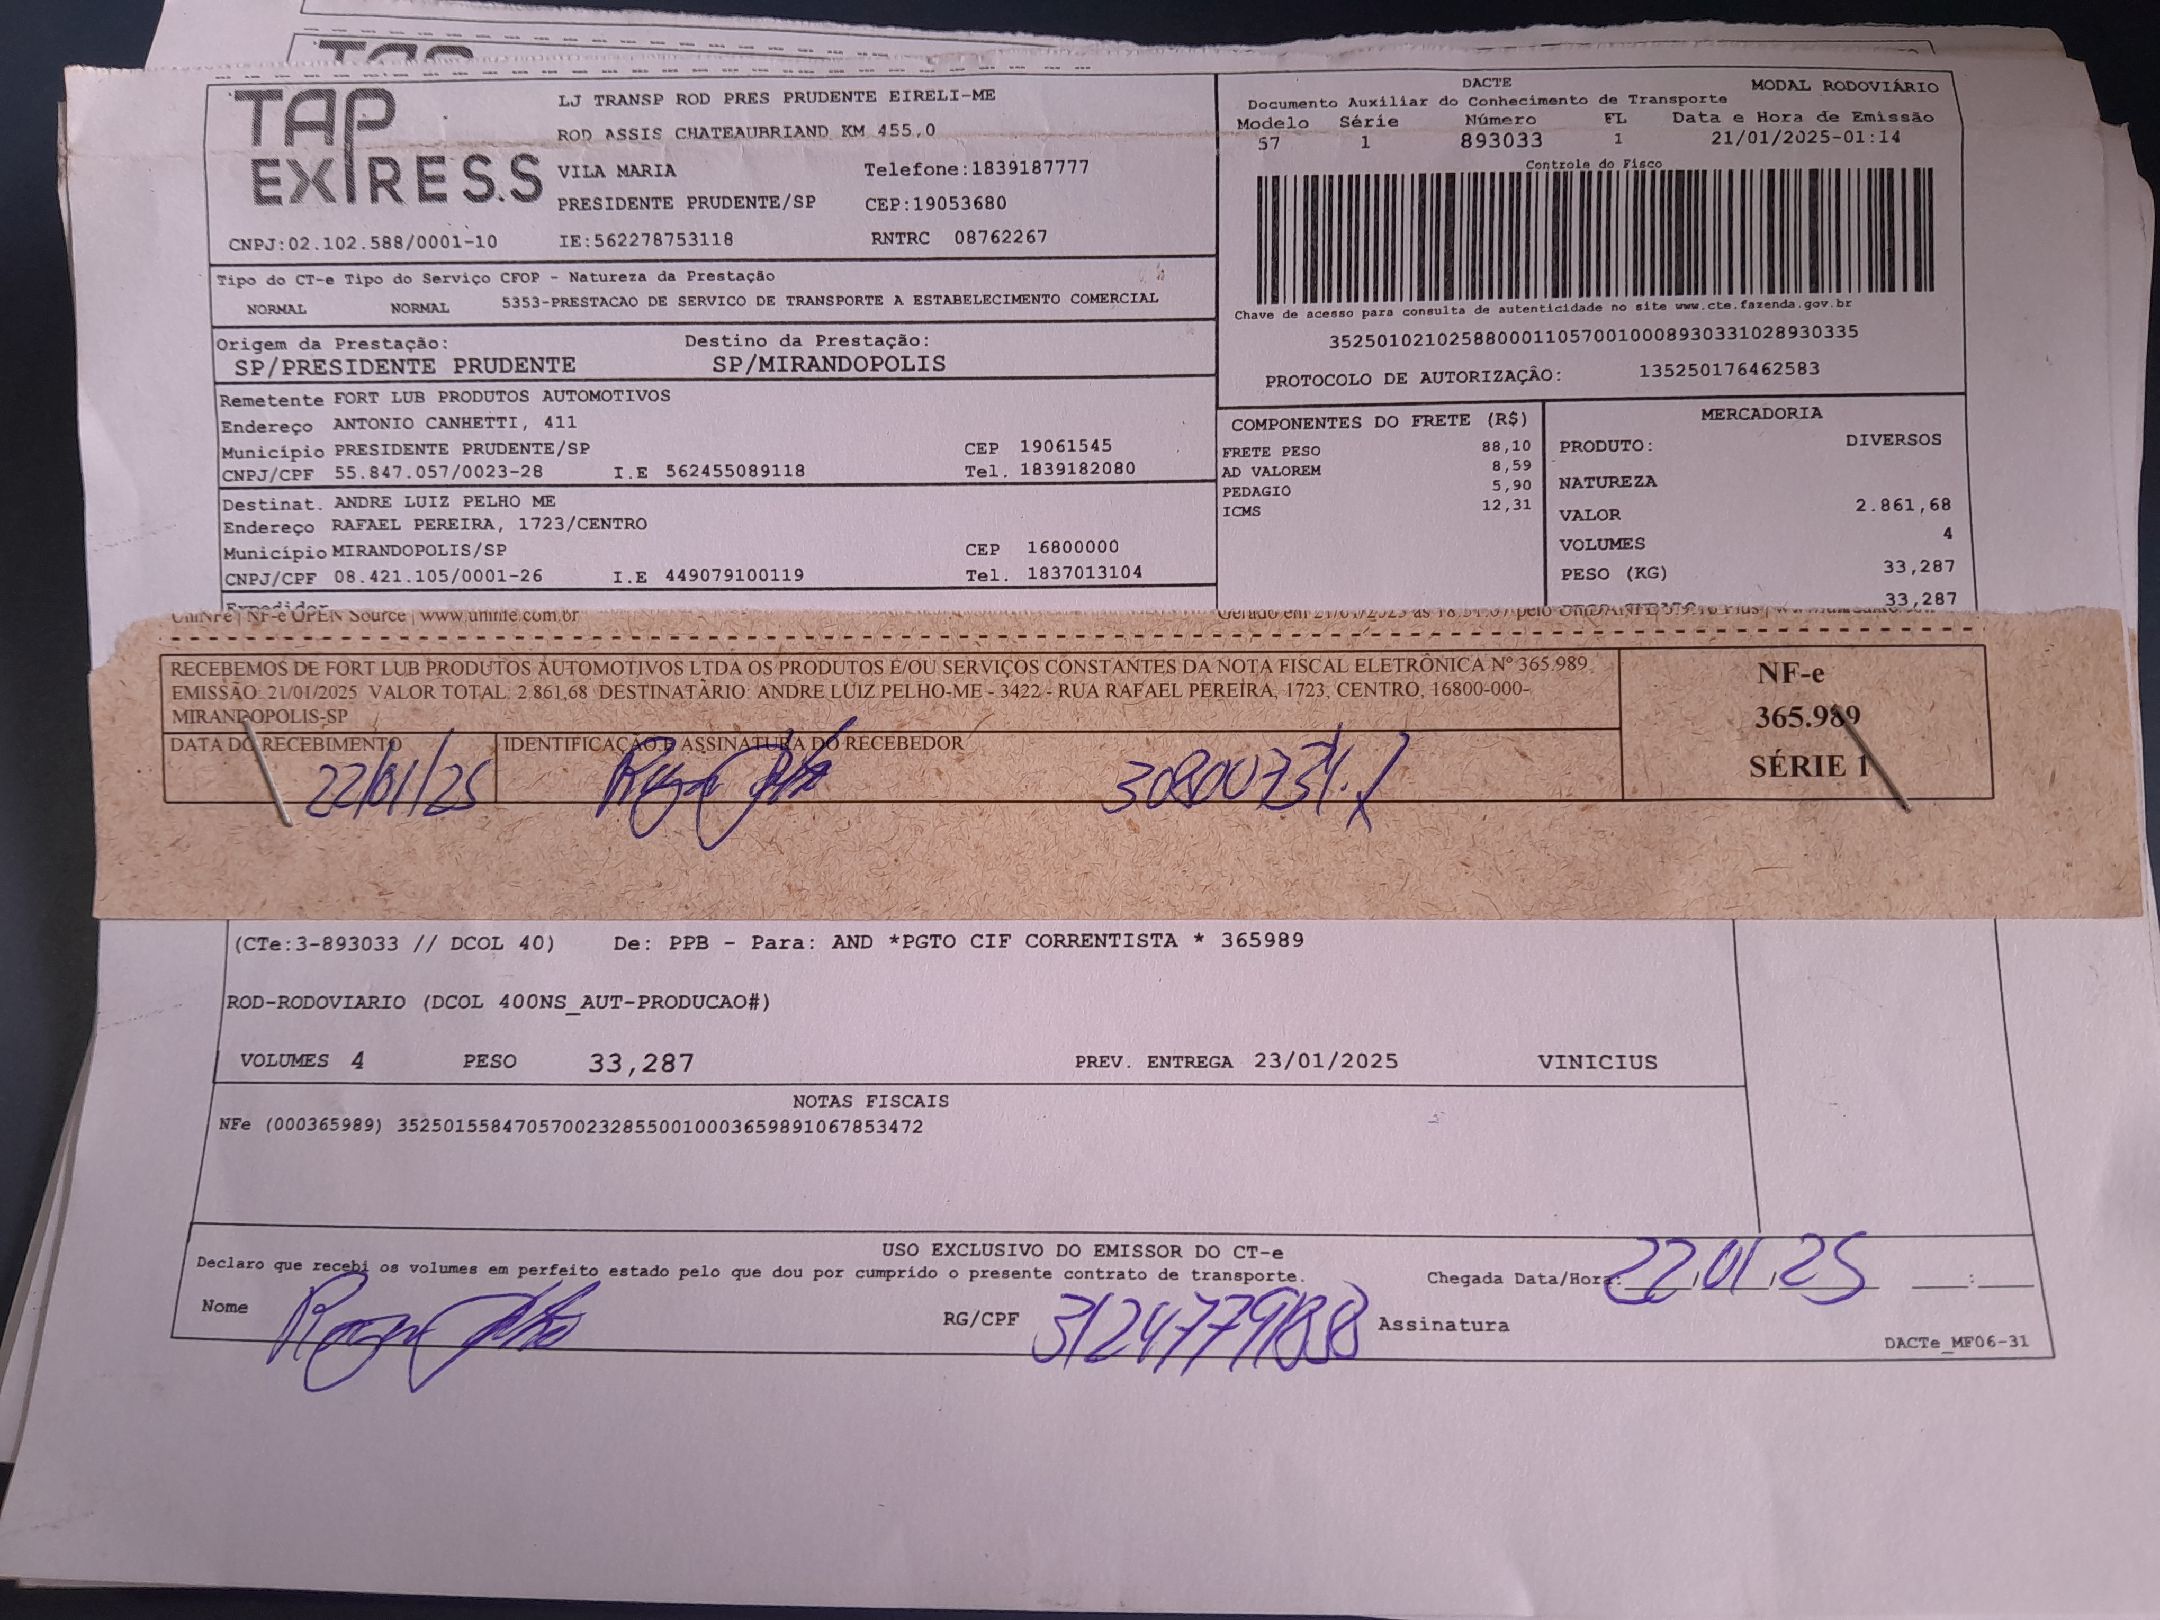 TAP EXPRESS
LJ TRANSP ROD PRES PRUDENTE EIRELI-ME
ROD ASSIS CHATEAUBRIAND KM 455,0
VILA MARIA Telefone:1839187777
PRESIDENTE PRUDENTE/SP CEP:19053680
CNPJ:02.102.588/0001-10 IE:562278753118 RNTRC 08762267
DACTE MODAL RODOVIÁRIO
Documento Auxiliar do Conhecimento de Transporte
Modelo Série Número FL Data e Hora de Emissão
57 1 893033 1 21/01/2025-01:14
Controle do Fisco
Chave de acesso para consulta de autenticidade no site www.cte.fazenda.gov.br
35250102102588000110570010008930331028930335
PROTOCOLO DE AUTORIZAÇÃO: 135250176462583
Tipo do CT-e Tipo do Serviço CFOP - Natureza da Prestação
NORMAL NORMAL 5353-PRESTACAO DE SERVICO DE TRANSPORTE A ESTABELECIMENTO COMERCIAL
Origem da Prestação: Destino da Prestação:
SP/PRESIDENTE PRUDENTE SP/MIRANDOPOLIS
Remetente FORT LUB PRODUTOS AUTOMOTIVOS
Endereço ANTONIO CANHETTI, 411
Município PRESIDENTE PRUDENTE/SP CEP 19061545
CNPJ/CPF 55.847.057/0023-28 I.E 562455089118 Tel. 1839182080
Destinat. ANDRE LUIZ PELHO ME
Endereço RAFAEL PEREIRA, 1723/CENTRO
Município MIRANDOPOLIS/SP CEP 16800000
CNPJ/CPF 08.421.105/0001-26 I.E 449079100119 Tel. 1837013104
Expedidor
COMPONENTES DO FRETE (R$)
FRETE PESO 88,10
AD VALOREM 8,59
PEDAGIO 5,90
ICMS 12,31
MERCADORIA
PRODUTO: DIVERSOS
NATUREZA
VALOR 2.861,68
VOLUMES 4
PESO (KG) 33,287
33,287
UniNFe | NF-e OPEN Source | www.uninfe.com.br
RECEBEMOS DE FORT LUB PRODUTOS AUTOMOTIVOS LTDA OS PRODUTOS E/OU SERVIÇOS CONSTANTES DA NOTA FISCAL ELETRÔNICA Nº 365.989.
EMISSÃO: 21/01/2025 VALOR TOTAL: 2.861,68 DESTINATÁRIO: ANDRE LUIZ PELHO-ME - 3422 - RUA RAFAEL PEREIRA, 1723, CENTRO, 16800-000-
MIRANDOPOLIS-SP
DATA DO RECEBIMENTO IDENTIFICAÇÃO E ASSINATURA DO RECEBEDOR
22/01/25
NF-e
365.989
SÉRIE 1
(CTe:3-893033 // DCOL 40) De: PPB - Para: AND *PGTO CIF CORRENTISTA * 365989
ROD-RODOVIARIO (DCOL 400NS_AUT-PRODUCAO#)
VOLUMES 4 PESO 33,287 PREV. ENTREGA 23/01/2025 VINICIUS
NOTAS FISCAIS
NFe (000365989) 35250155847057002328550010003659891067853472
USO EXCLUSIVO DO EMISSOR DO CT-e
Declaro que recebi os volumes em perfeito estado pelo que dou por cumprido o presente contrato de transporte.
Chegada Data/Hora: 22/01/25 __:__
Nome RG/CPF Assinatura
DACTe_MF06-31